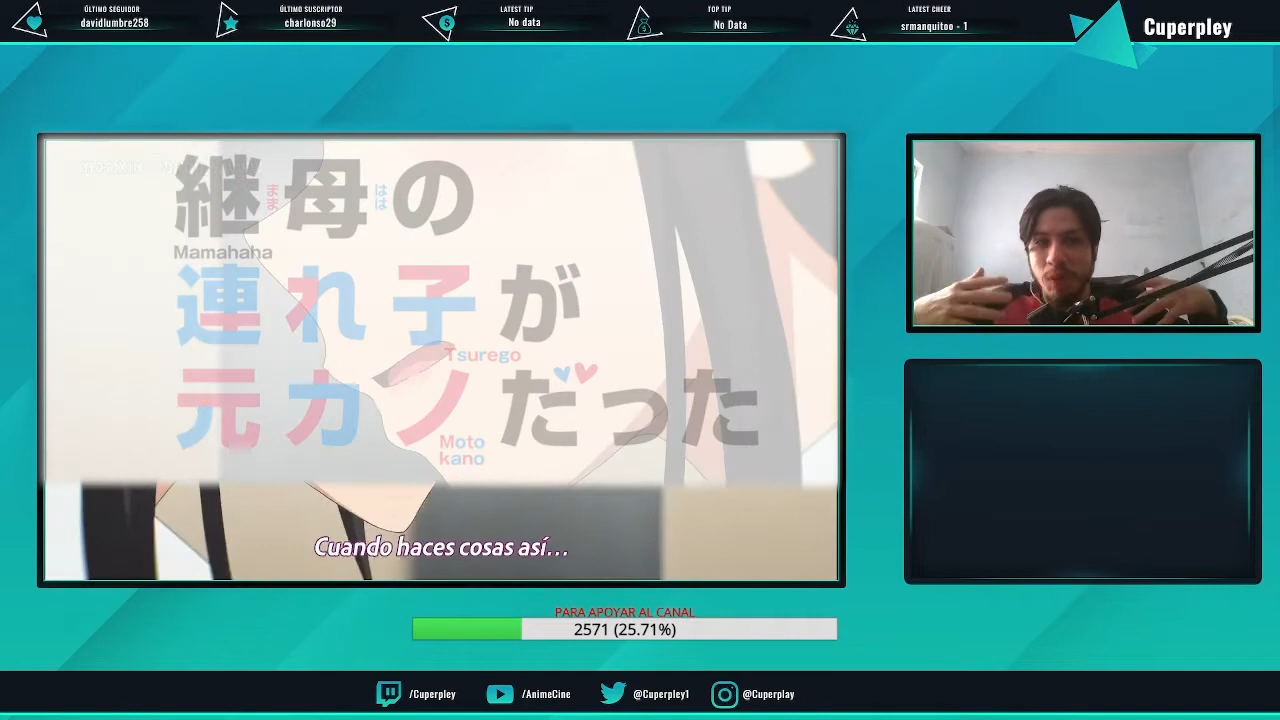 ÚLTIMO SEGUIDOR
davidlumbre258
ÚLTIMO SUSCRIPTOR
charlonso29
LATEST TIP
No data
TOP TIP
No Data
LATEST CHEER
srmanquitoo - 1
Cuperpley
継母の
まま
はは
Mamahaha
連れ子が
Tsurego
元カノだった
Moto
kano
Cuando haces cosas así...
PARA APOYAR AL CANAL
2571 (25.71%)
/Cuperpley
/AnimeCine
@Cuperpley1
@Cuperplay